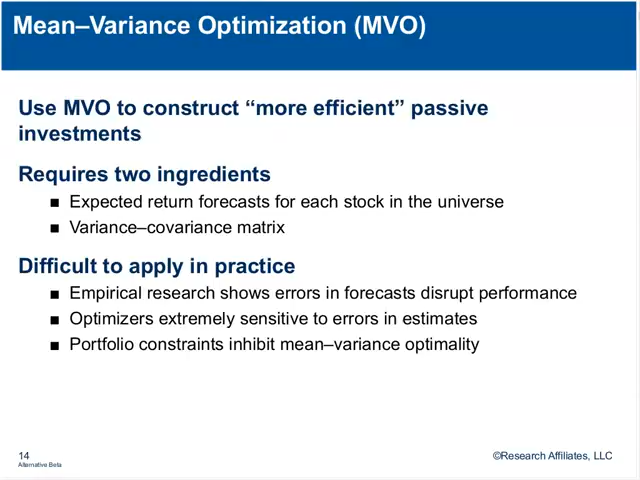 Mean–Variance Optimization (MVO)
Use MVO to construct “more efficient” passive
investments
Requires two ingredients
■ Expected return forecasts for each stock in the universe
■ Variance–covariance matrix
Difficult to apply in practice
■ Empirical research shows errors in forecasts disrupt performance
■ Optimizers extremely sensitive to errors in estimates
■ Portfolio constraints inhibit mean–variance optimality
14
Alternative Beta
©Research Affiliates, LLC